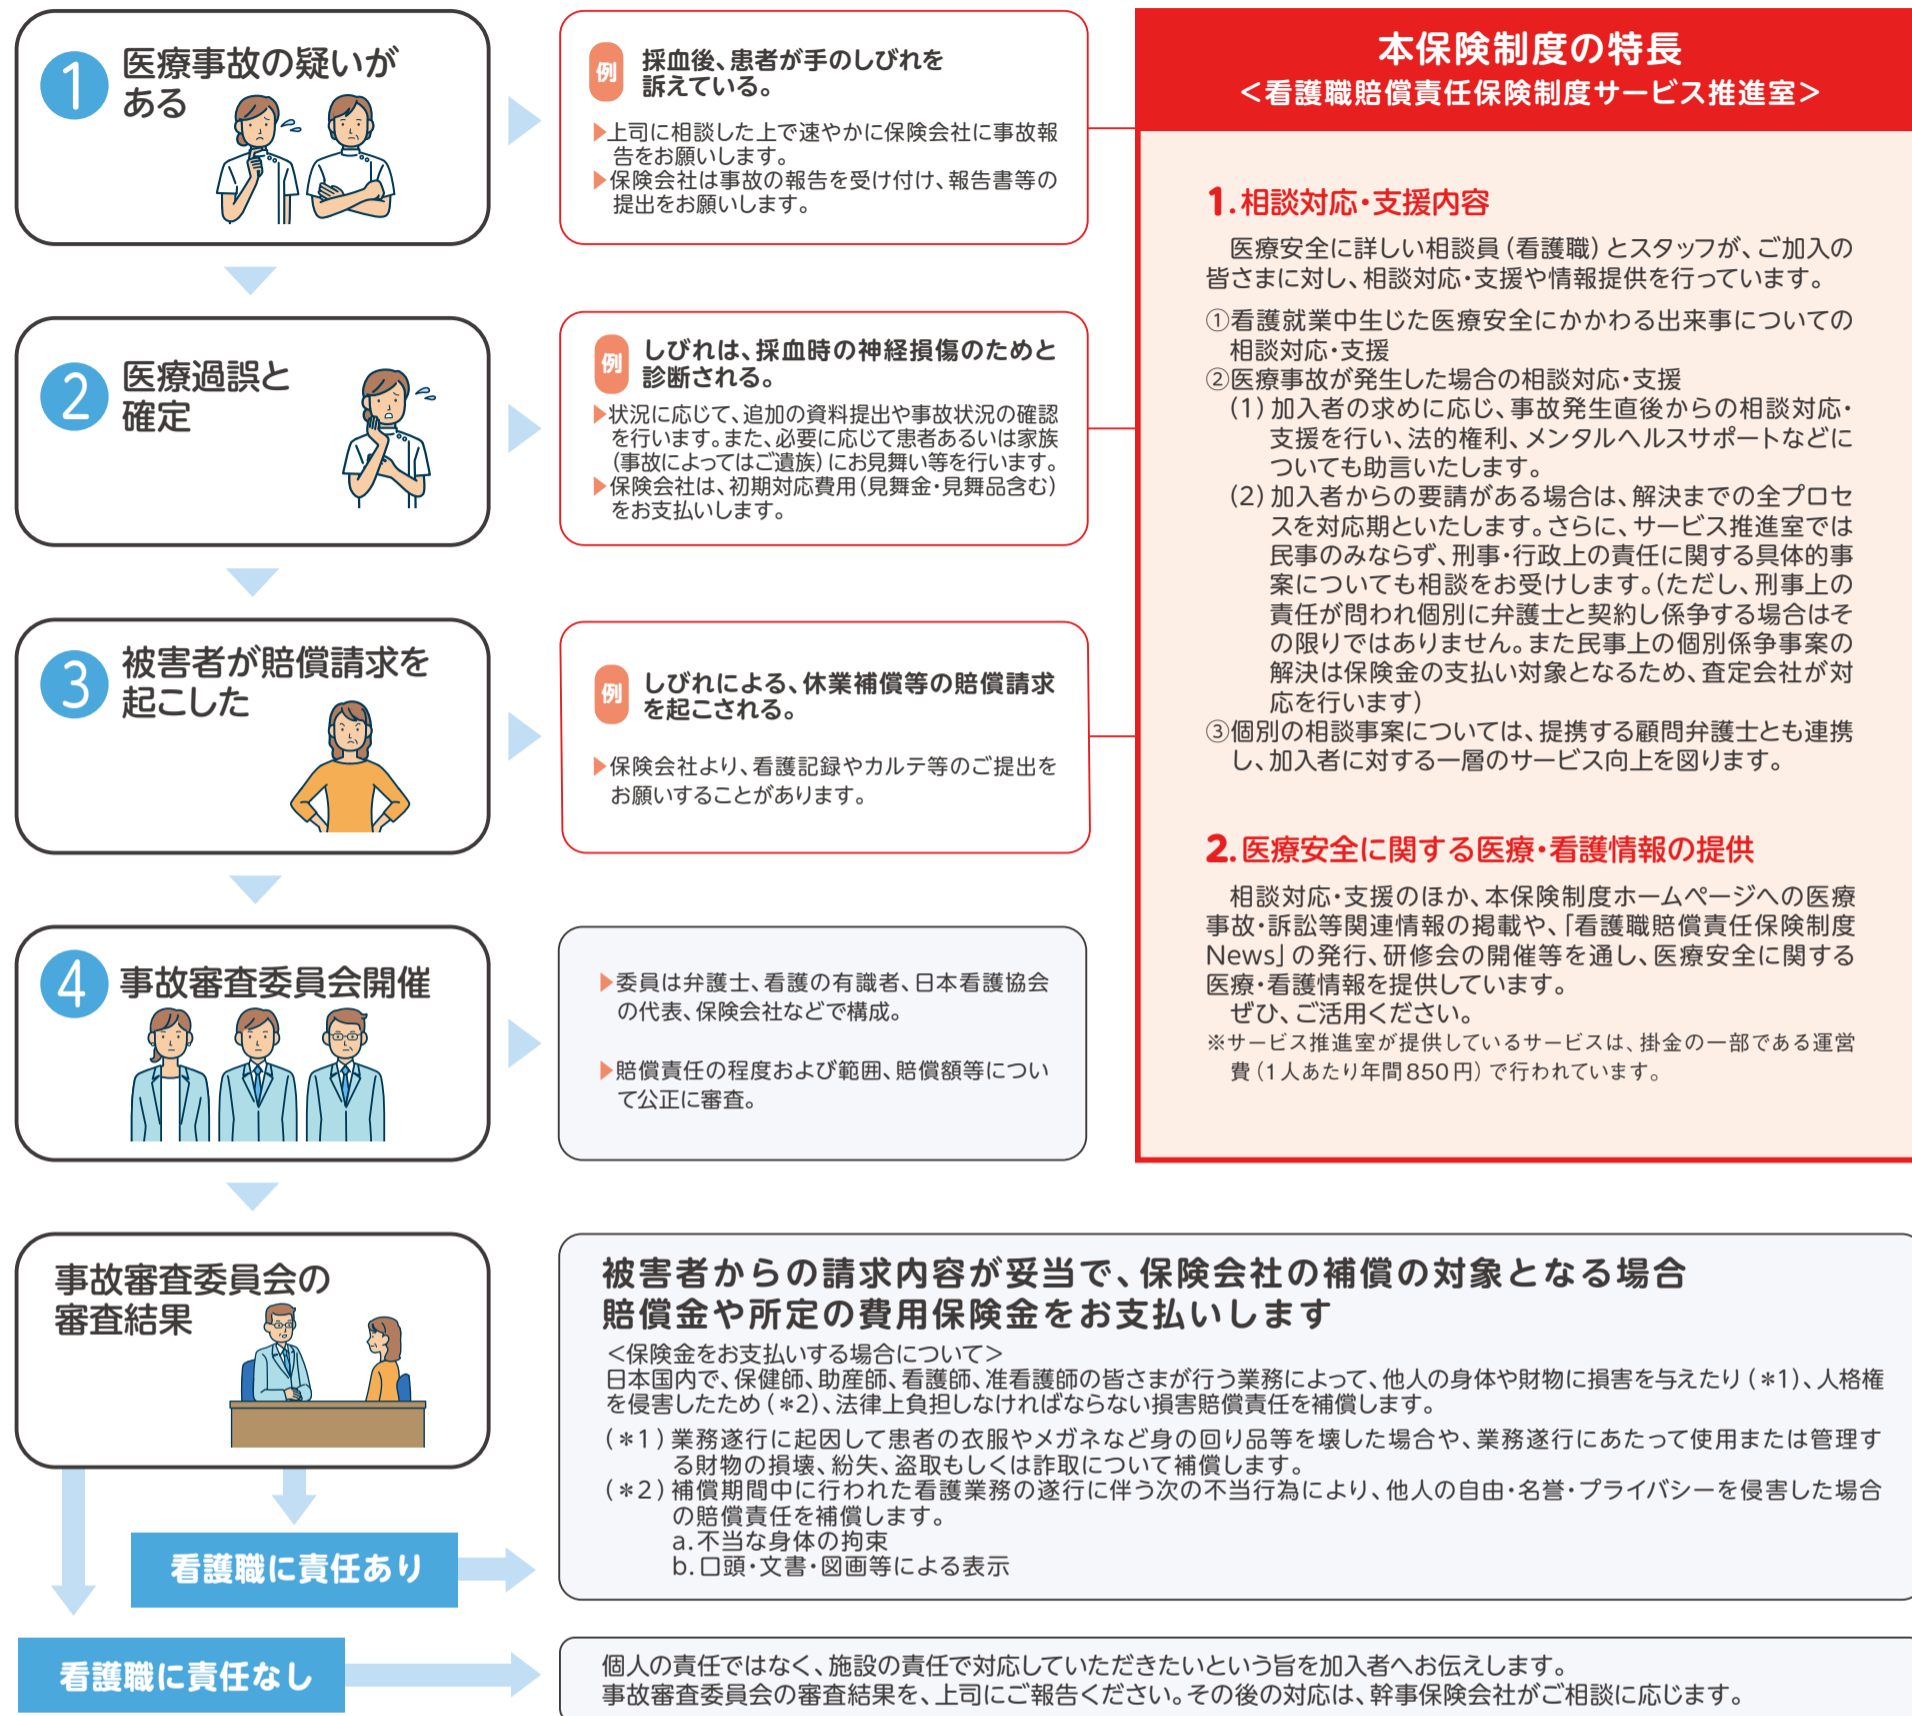 1
医療事故の疑いが
ある
例
採血後、患者が手のしびれを
訴えている。
▶上司に相談した上で速やかに保険会社に事故報
告をお願いします。
▶保険会社は事故の報告を受け付け、報告書等の
提出をお願いします。
2
医療過誤と
確定
例
しびれは、採血時の神経損傷のためと
診断される。
▶状況に応じて、追加の資料提出や事故状況の確認
を行います。また、必要に応じて患者あるいは家族
(事故によってはご遺族)にお見舞い等を行います。
▶保険会社は、初期対応費用(見舞金・見舞品含む)
をお支払いします。
3
被害者が賠償請求を
起こした
例
しびれによる、休業補償等の賠償請求
を起こされる。
▶保険会社より、看護記録やカルテ等のご提出を
お願いすることがあります。
4
事故審査委員会開催
▶委員は弁護士、看護の有識者、日本看護協会
の代表、保険会社などで構成。
▶賠償責任の程度および範囲、賠償額等につい
て公正に審査。
本保険制度の特長
<看護職賠償責任保険制度サービス推進室>
1.相談対応・支援内容
医療安全に詳しい相談員(看護職)とスタッフが、ご加入の
皆さまに対し、相談対応・支援や情報提供を行っています。
①看護就業中生じた医療安全にかかわる出来事についての
相談対応・支援
②医療事故が発生した場合の相談対応・支援
(1)加入者の求めに応じ、事故発生直後からの相談対応・
支援を行い、法的権利、メンタルヘルスサポートなどに
ついても助言いたします。
(2)加入者からの要請がある場合は、解決までの全プロセ
スを対応期といたします。さらに、サービス推進室では
民事のみならず、刑事・行政上の責任に関する具体的事
案についても相談をお受けします。(ただし、刑事上の
責任が問われ個別に弁護士と契約し係争する場合はそ
の限りではありません。また民事上の個別係争事案の
解決は保険金の支払い対象となるため、査定会社が対
応を行います)
③個別の相談事案については、提携する顧問弁護士とも連携
し、加入者に対する一層のサービス向上を図ります。
2.医療安全に関する医療・看護情報の提供
相談対応・支援のほか、本保険制度ホームページへの医療
事故・訴訟等関連情報の掲載や、「看護職賠償責任保険制度
News」の発行、研修会の開催等を通し、医療安全に関する
医療・看護情報を提供しています。
ぜひ、ご活用ください。
※サービス推進室が提供しているサービスは、掛金の一部である運営
費(1人あたり年間850円)で行われています。
事故審査委員会の
審査結果
被害者からの請求内容が妥当で、保険会社の補償の対象となる場合
賠償金や所定の費用保険金をお支払いします
<保険金をお支払いする場合について>
日本国内で、保健師、助産師、看護師、准看護師の皆さまが行う業務によって、他人の身体や財物に損害を与えたり(*1)、人格権
を侵害したため(*2)、法律上負担しなければならない損害賠償責任を補償します。
(*1)業務遂行に起因して患者の衣服やメガネなど身の回り品等を壊した場合や、業務遂行にあたって使用または管理す
る財物の損壊、紛失、盗取もしくは詐取について補償します。
(*2)補償期間中に行われた看護業務の遂行に伴う次の不当行為により、他人の自由・名誉・プライバシーを侵害した場合
の賠償責任を補償します。
a.不当な身体の拘束
b.口頭・文書・図画等による表示
看護職に責任あり
看護職に責任なし
個人の責任ではなく、施設の責任で対応していただきたいという旨を加入者へお伝えします。
事故審査委員会の審査結果を、上司にご報告ください。その後の対応は、幹事保険会社がご相談に応じます。